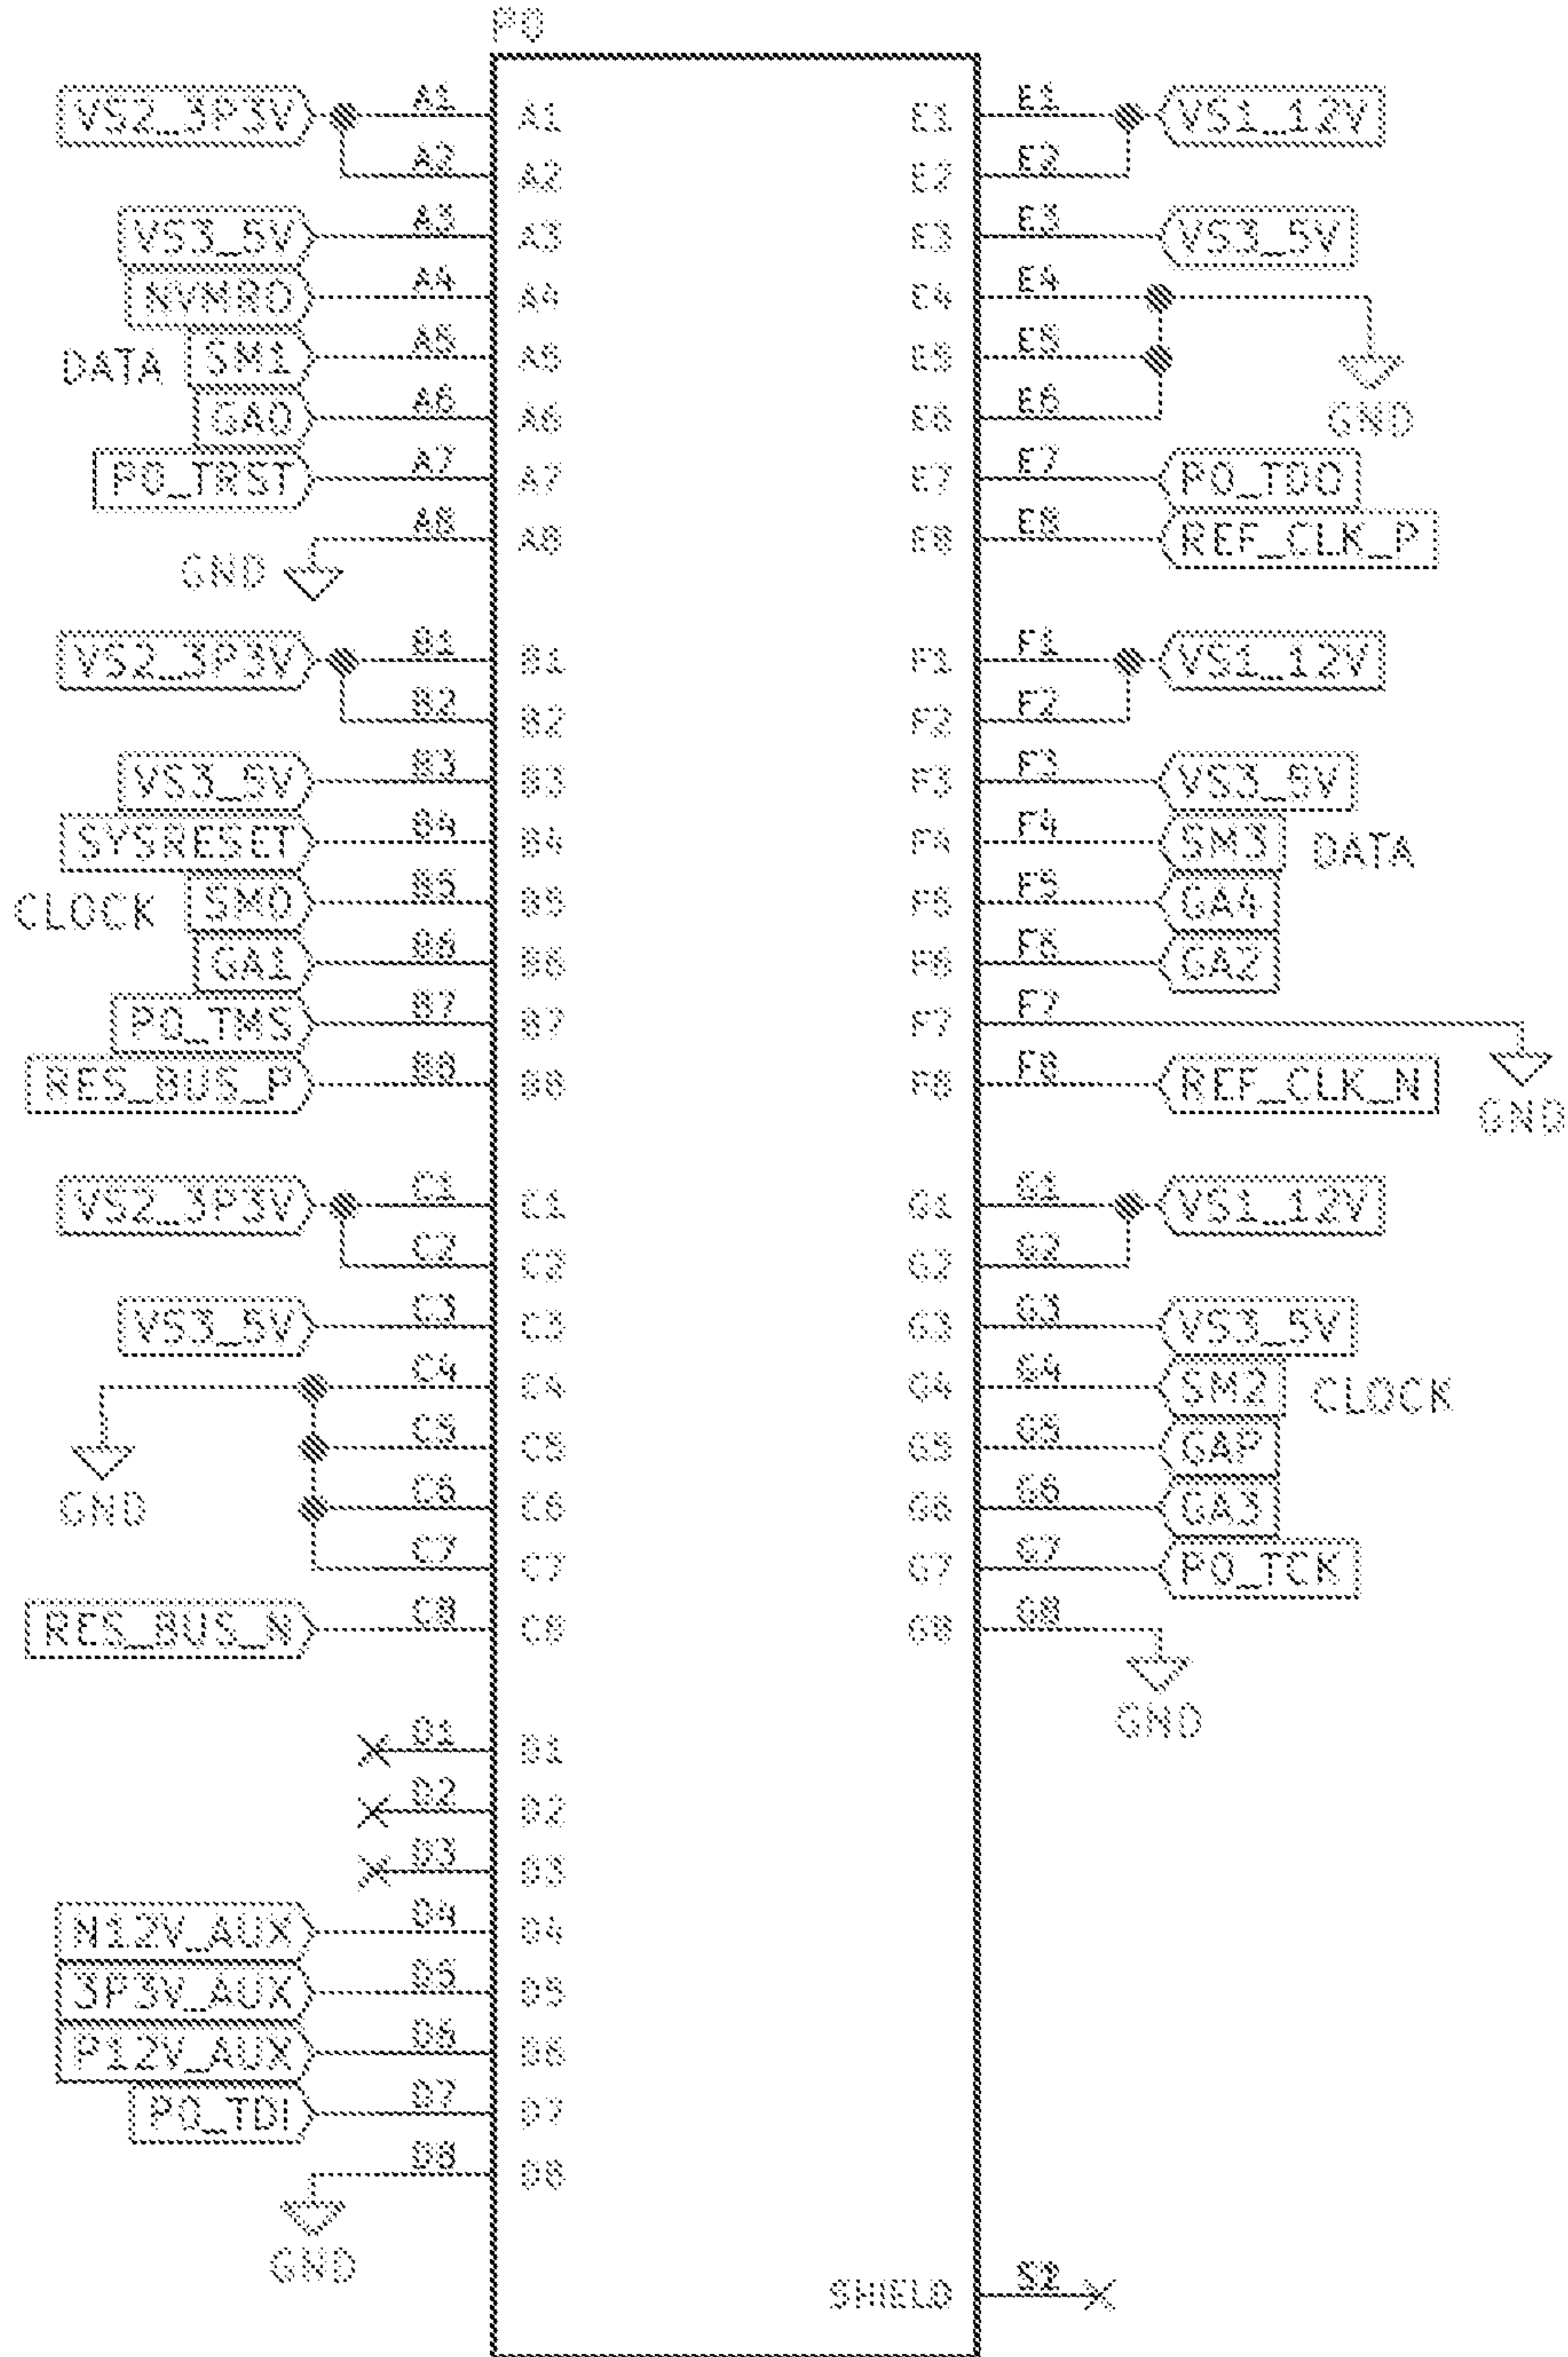 P0
VS2_3P3V A1 A1 E1 E1 VS1_12V
A2 A2 E2 E2
VS3_5V A3 A3 E3 E3 VS3_5V
NVMRO A4 A4 E4 E4
DATA SM1 A5 A5 E5 E5
GA0 A6 A6 E6 E6 GND
P0_TRST A7 A7 E7 E7 P0_TDO
A8 A8 E8 E8 REF_CLK_P
GND
VS2_3P3V B1 B1 F1 F1 VS1_12V
B2 B2 F2 F2
VS3_5V B3 B3 F3 F3 VS3_5V
SYSRESET B4 B4 F4 F4 SM3 DATA
CLOCK SM0 B5 B5 F5 F5 GA4
GA1 B6 B6 F6 F6 GA2
P0_TMS B7 B7 F7 F7
RES_BUS_P B8 B8 F8 F8 REF_CLK_N
GND
VS2_3P3V C1 C1 G1 G1 VS1_12V
C2 C2 G2 G2
VS3_5V C3 C3 G3 G3 VS3_5V
C4 C4 G4 G4 SM2 CLOCK
C5 C5 G5 G5 GAP
GND C6 C6 G6 G6 GA3
C7 C7 G7 G7 P0_TCK
RES_BUS_N C8 C8 G8 G8
GND
D1 D1
D2 D2
D3 D3
N12V_AUX D4 D4
3P3V_AUX D5 D5
P12V_AUX D6 D6
P0_TDI D7 D7
D8 D8
GND
SHIELD